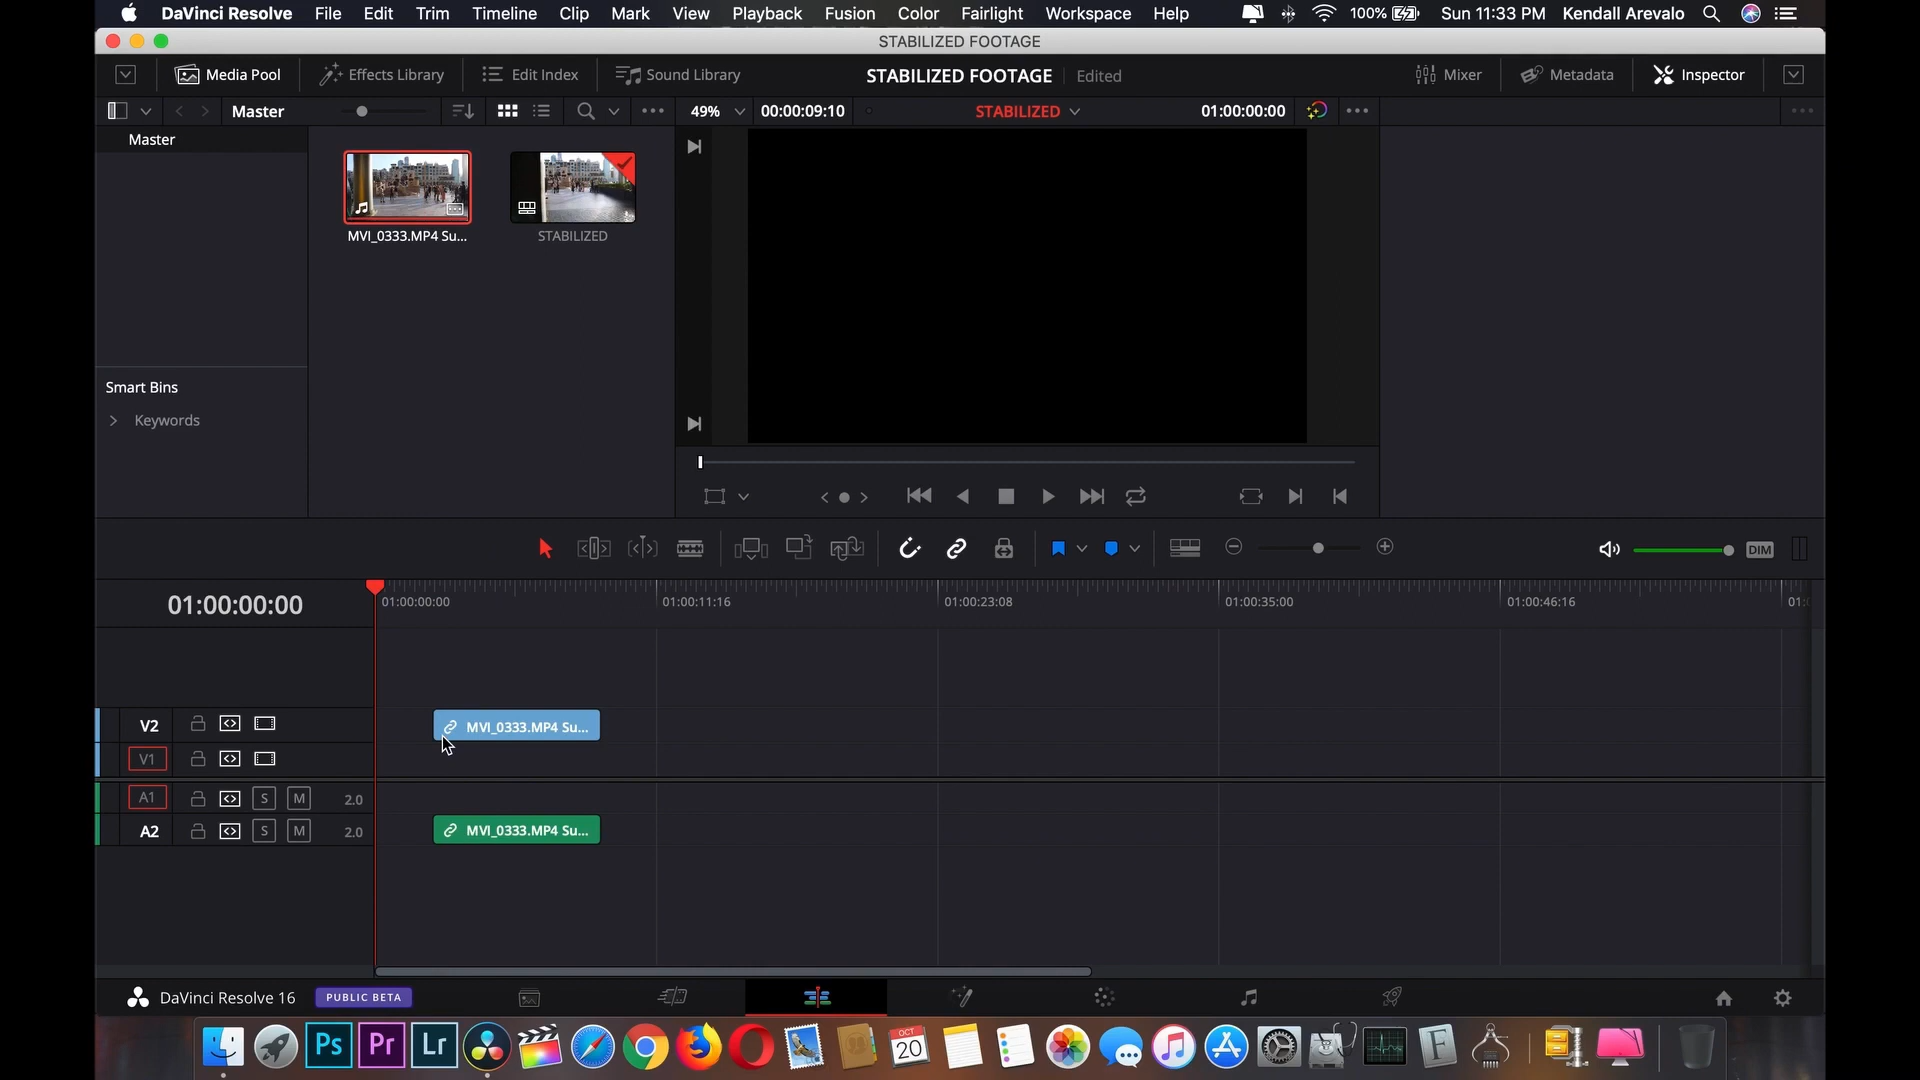 DaVinci Resolve File Edit Trim Timeline Clip Mark View Playback Fusion Color Fairlight Workspace Help 100% Sun 11:33 PM Kendall Arevalo
STABILIZED FOOTAGE
Media Pool Effects Library Edit Index Sound Library STABILIZED FOOTAGE Edited Mixer Metadata Inspector
Master 49% 00:00:09:10 STABILIZED 01:00:00:00
Master
MVI_0333.MP4 Su... STABILIZED
Smart Bins
Keywords
DIM
01:00:00:00 01:00:00:00 01:00:11:16 01:00:23:08 01:00:35:00 01:00:46:16
V2 MVI_0333.MP4 Su...
V1
A1 S M 2.0
A2 S M 2.0 MVI_0333.MP4 Su...
DaVinci Resolve 16 PUBLIC BETA
Ps Pr Lr OCT 20 F